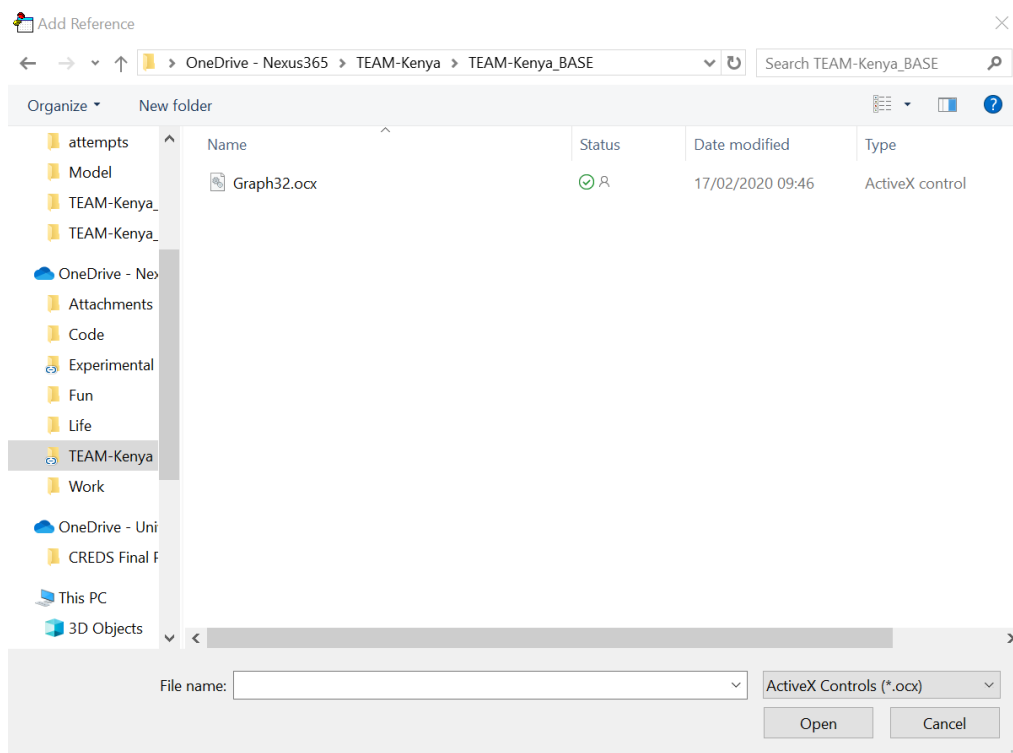 Add Reference
OneDrive - Nexus365 > TEAM-Kenya > TEAM-Kenya_BASE
Search TEAM-Kenya_BASE
Organize
New folder
?
attempts
Model
TEAM-Kenya_
TEAM-Kenya_
OneDrive - Nex
Attachments
Code
Experimental
Fun
Life
TEAM-Kenya
Work
OneDrive - Uni
CREDS Final P
This PC
3D Objects
Name
Status
Date modified
Type
Graph32.ocx
17/02/2020 09:46
ActiveX control
File name:
ActiveX Controls (*.ocx)
Open
Cancel